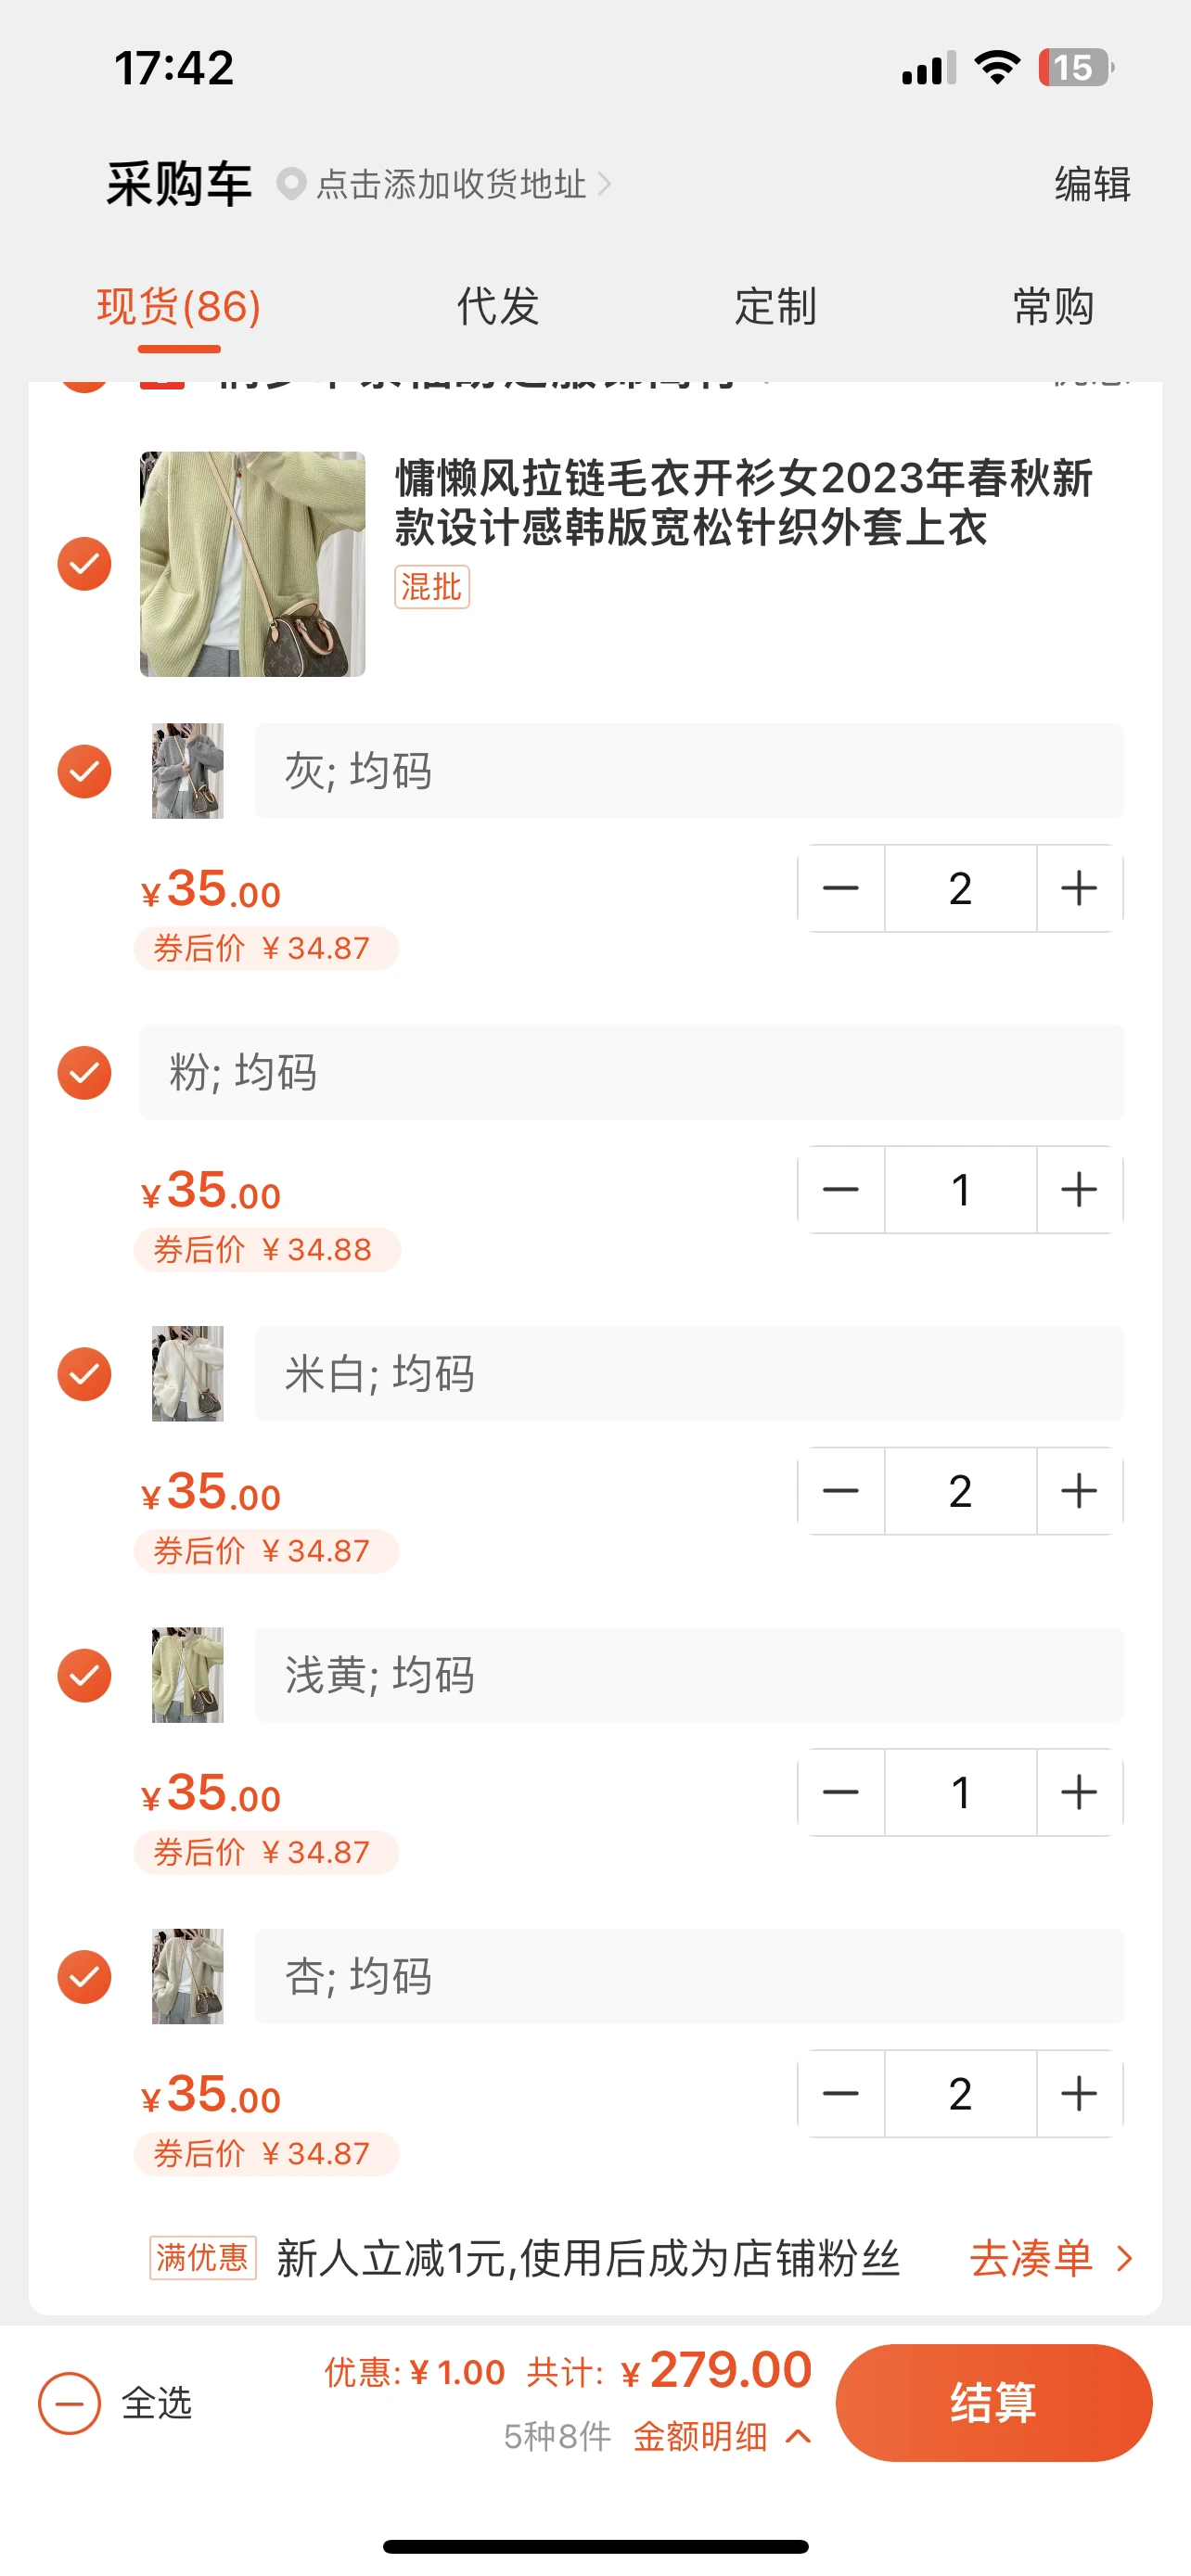 17:42
15
采购车 点击添加收货地址 编辑
现货(86) 代发 定制 常购
慵懒风拉链毛衣开衫女2023年春秋新
款设计感韩版宽松针织外套上衣
混批
灰; 均码
¥35.00 2
券后价 ¥34.87
粉; 均码
¥35.00 1
券后价 ¥34.88
米白; 均码
¥35.00 2
券后价 ¥34.87
浅黄; 均码
¥35.00 1
券后价 ¥34.87
杏; 均码
¥35.00 2
券后价 ¥34.87
满优惠 新人立减1元,使用后成为店铺粉丝 去凑单
全选 优惠: ¥1.00 共计: ¥279.00 结算
5种8件 金额明细